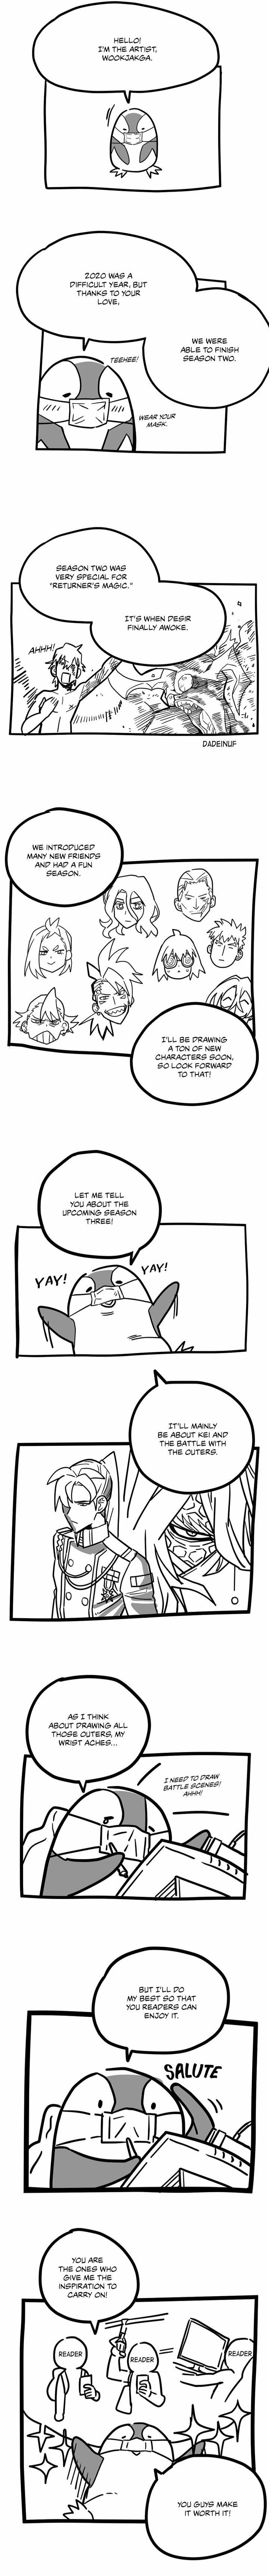 HELLO!
I'M THE ARTIST,
WOOKJAKGA.
2020 WAS A
DIFFICULT YEAR, BUT
THANKS TO YOUR
LOVE,
WE WERE
ABLE TO FINISH
SEASON TWO.
TEEHEE!
WEAR YOUR
MASK.
SEASON TWO WAS
VERY SPECIAL FOR
"RETURNER'S MAGIC."
IT'S WHEN DESIR
FINALLY AWOKE.
AHHH!
DADEINUF
WE INTRODUCED
MANY NEW FRIENDS
AND HAD A FUN
SEASON.
I'LL BE DRAWING
A TON OF NEW
CHARACTERS SOON,
SO LOOK FORWARD
TO THAT!
LET ME TELL
YOU ABOUT THE
UPCOMING SEASON
THREE!
YAY!
YAY!
IT'LL MAINLY
BE ABOUT KEI AND
THE BATTLE WITH
THE OUTERS.
AS I THINK
ABOUT DRAWING ALL
THOSE OUTERS, MY
WRIST ACHES...
I NEED TO DRAW
BATTLE SCENES!
AHHH!
BUT I'LL DO
MY BEST SO THAT
YOU READERS CAN
ENJOY IT.
SALUTE
YOU ARE
THE ONES WHO
GIVE ME THE
INSPIRATION TO
CARRY ON!
READER
READER
READER
YOU GUYS MAKE
IT WORTH IT!